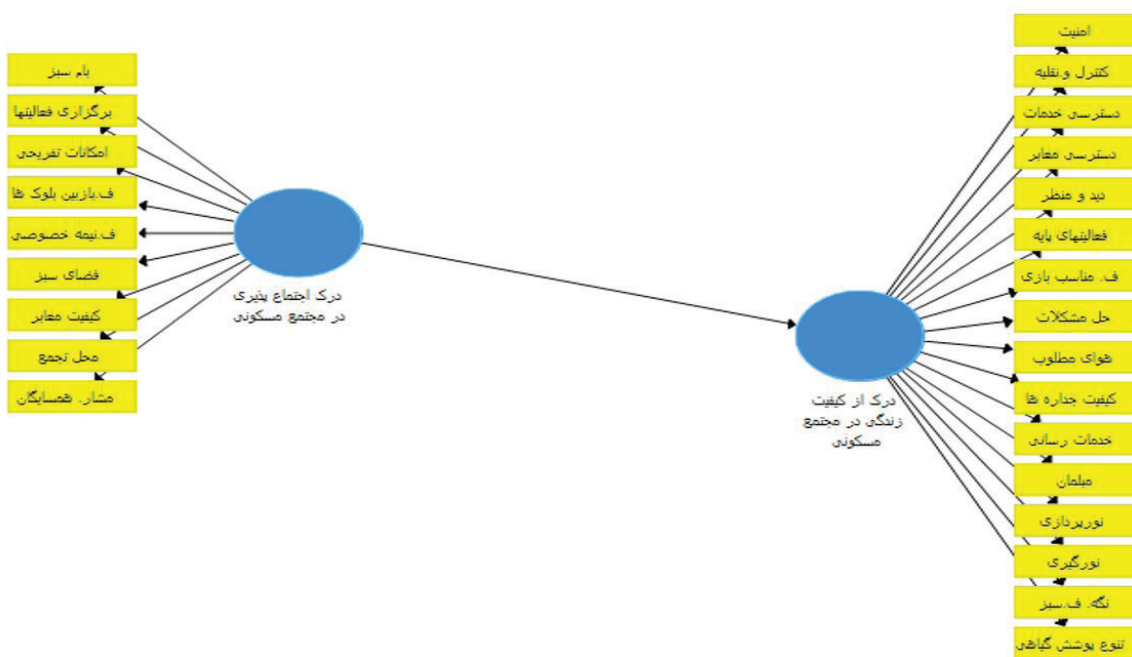 امنیت
کنترل و.نقلیه
دسترسی خدمات
دسترسی معابر
دید و منظر
فعالیتهای پایه
ف. مناسب بازی
حل مشکلات
هوای مطلوب
کیفیت جداره ها
خدمات رسانی
مبلمان
نورپردازی
نورگیری
نگه. ف.سبز
تنوع پوشش گیاهی
درک از کیفیت
زندگی در مجتمع
مسکونی
درک اجتماع پذیری
در مجتمع مسکونی
بام سبز
برگزاری فعالیتها
امکانات تفریحی
ف.بازبین بلوک ها
ف.نیمه خصوصی
فضای سبز
کیفیت معابر
محل تجمع
مشار. همسایگان